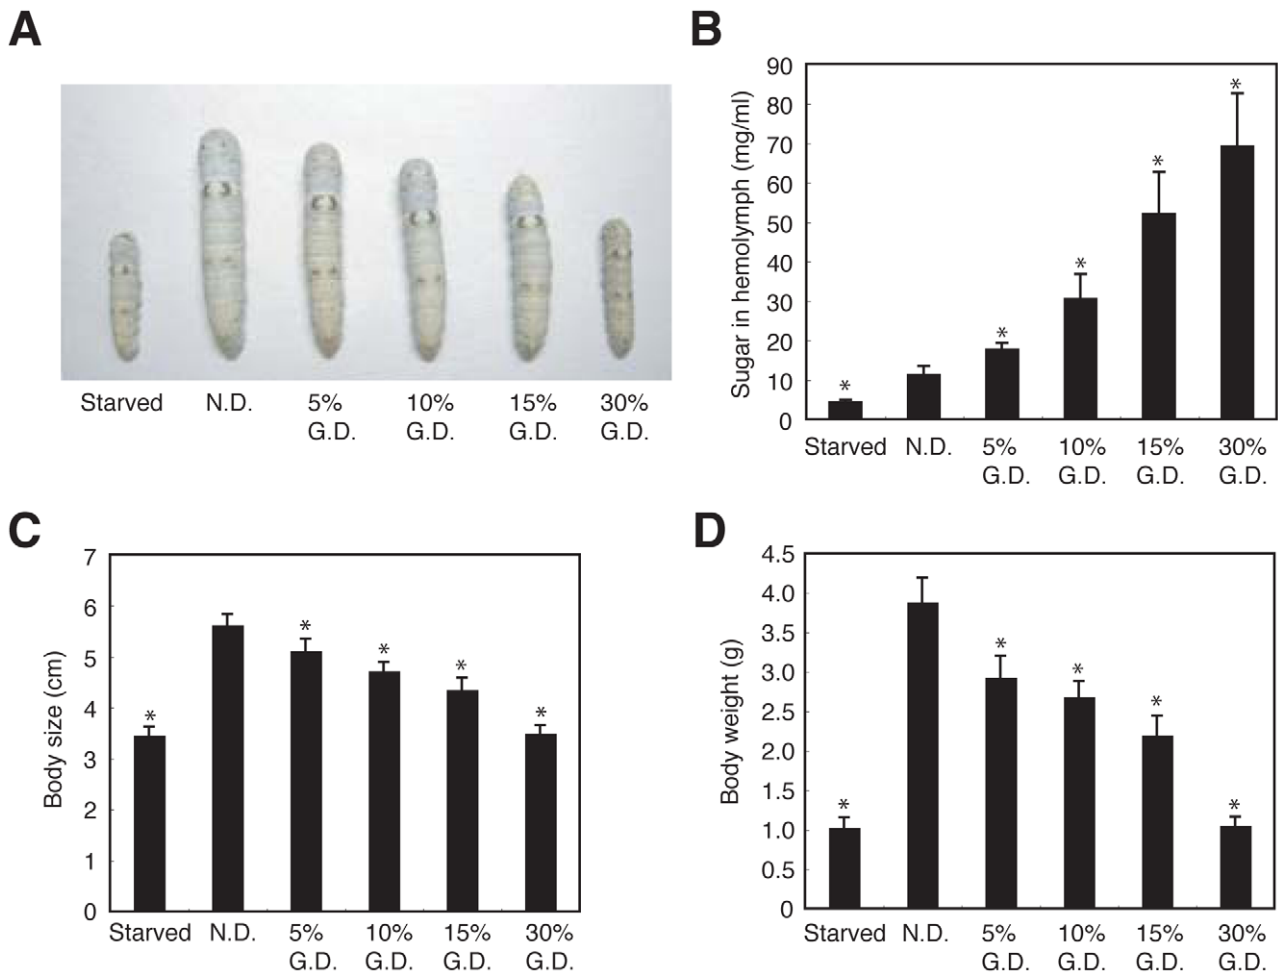 A
Starved N.D. 5% 10% 15% 30%
G.D. G.D. G.D. G.D.
B
Sugar in hemolymph (mg/ml)
90
80
70
60
50
40
30
20
10
0
* * * * *
Starved N.D. 5% 10% 15% 30%
G.D. G.D. G.D. G.D.
C
Body size (cm)
7
6
5
4
3
2
1
0
* * * * *
Starved N.D. 5% 10% 15% 30%
G.D. G.D. G.D. G.D.
D
Body weight (g)
4.5
4.0
3.5
3.0
2.5
2.0
1.5
1.0
0.5
0
* * * * *
Starved N.D. 5% 10% 15% 30%
G.D. G.D. G.D. G.D.